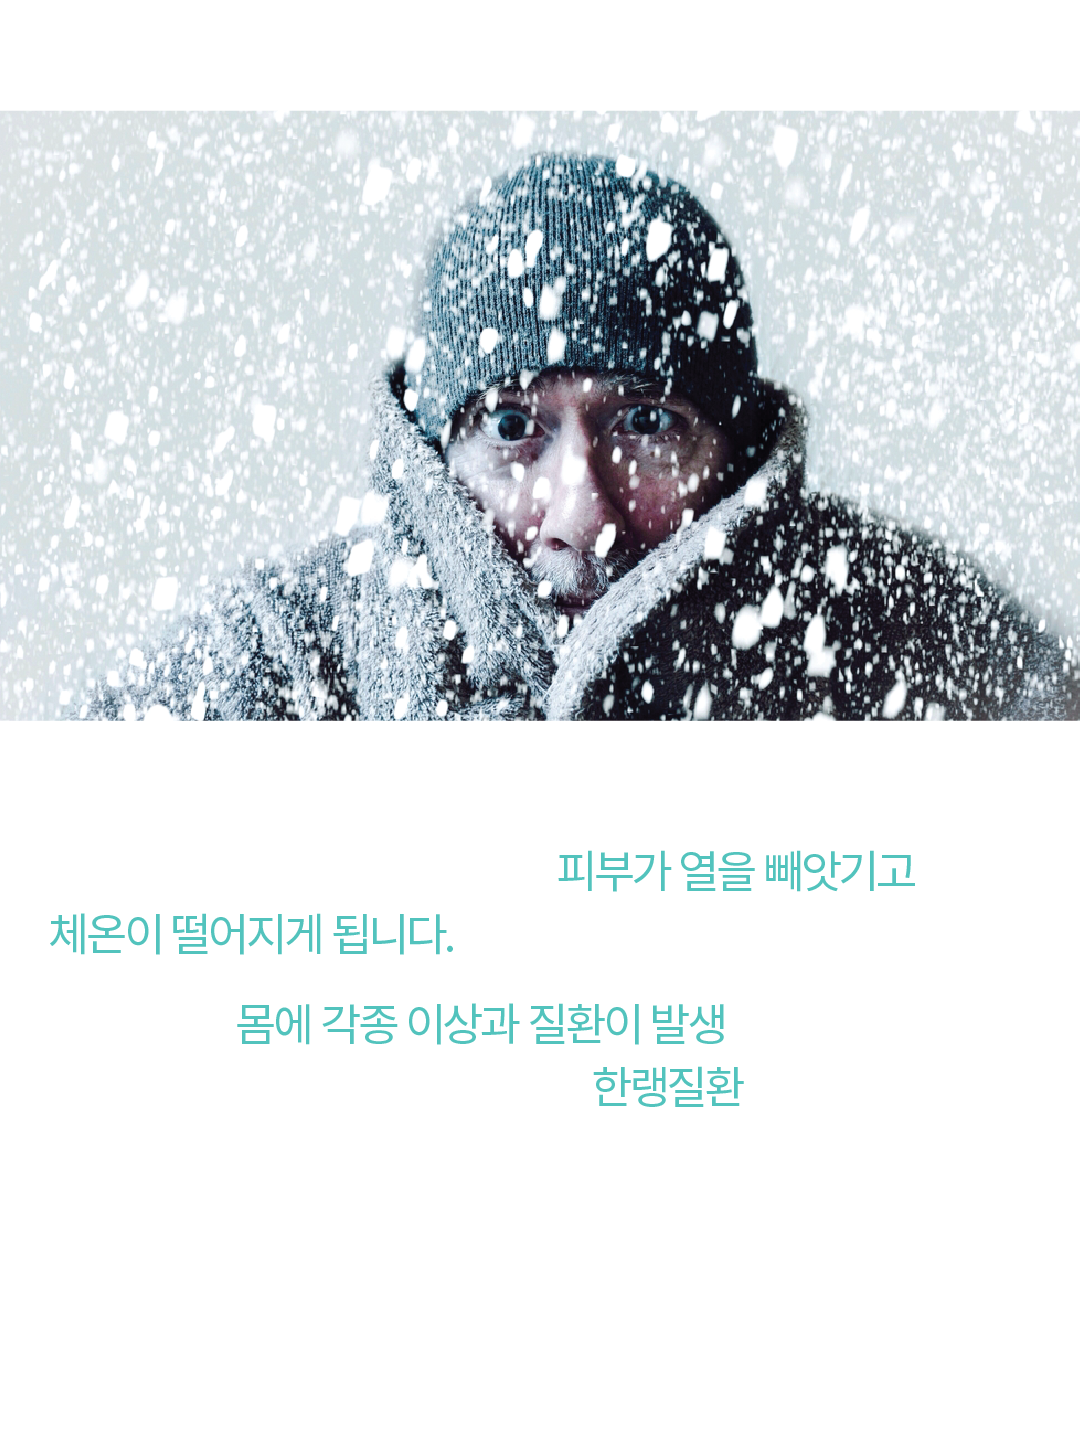 피부가 열을 빼앗기고
체온이 떨어지게 됩니다.
몸에 각종 이상과 질환이 발생
한랭질환